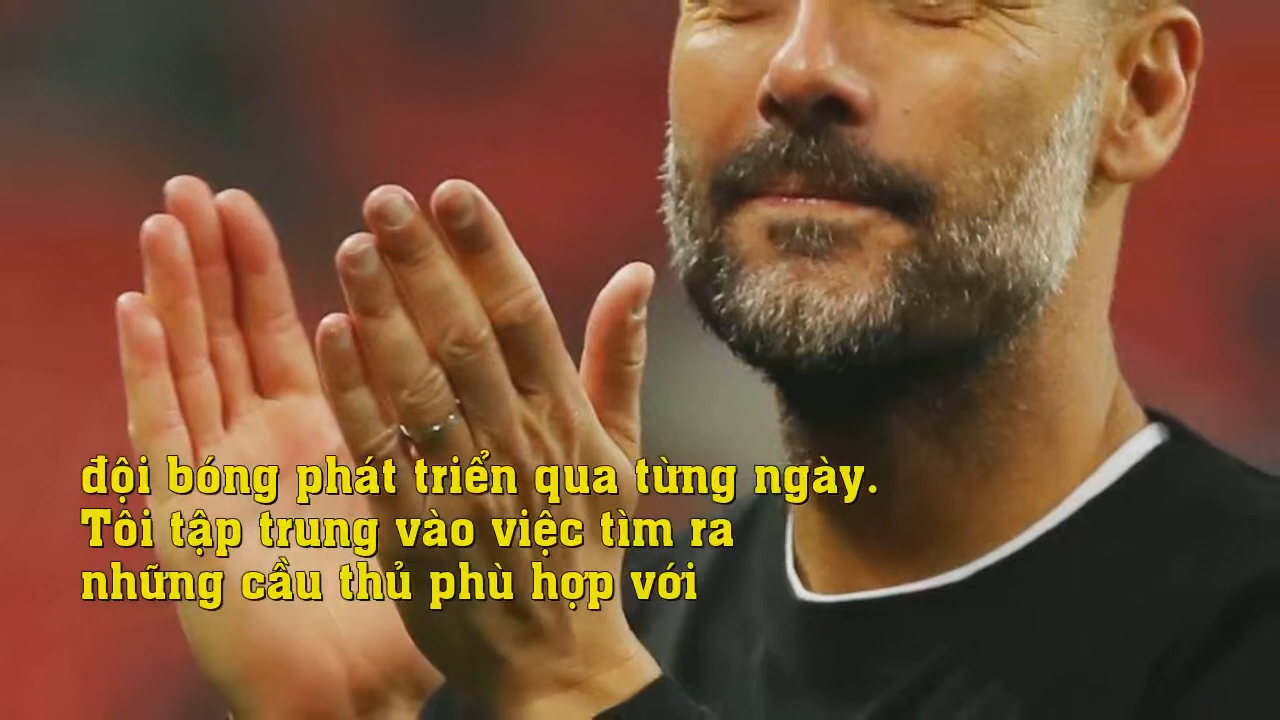 đội bóng phát triển qua từng ngày.
Tôi tập trung vào việc tìm ra
những cầu thủ phù hợp với